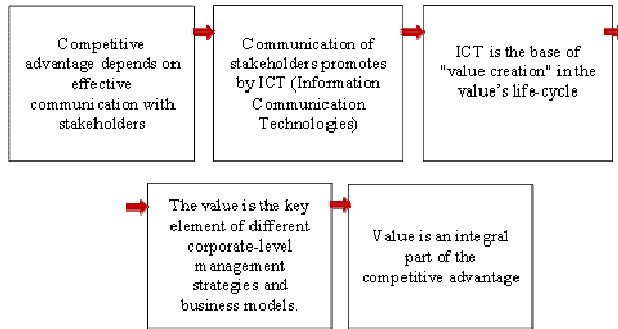 Competitive
advantage depends on
effective
communication with
stakeholders
Communication of
stakeholders promotes
by ICT (Information
Communication
Technologies)
ICT is the base of
"value creation" in the
value's life-cycle
The value is the key
element of different
corporate-level
management
strategies and
business models.
Value is an integral
part of the
competitive advantage